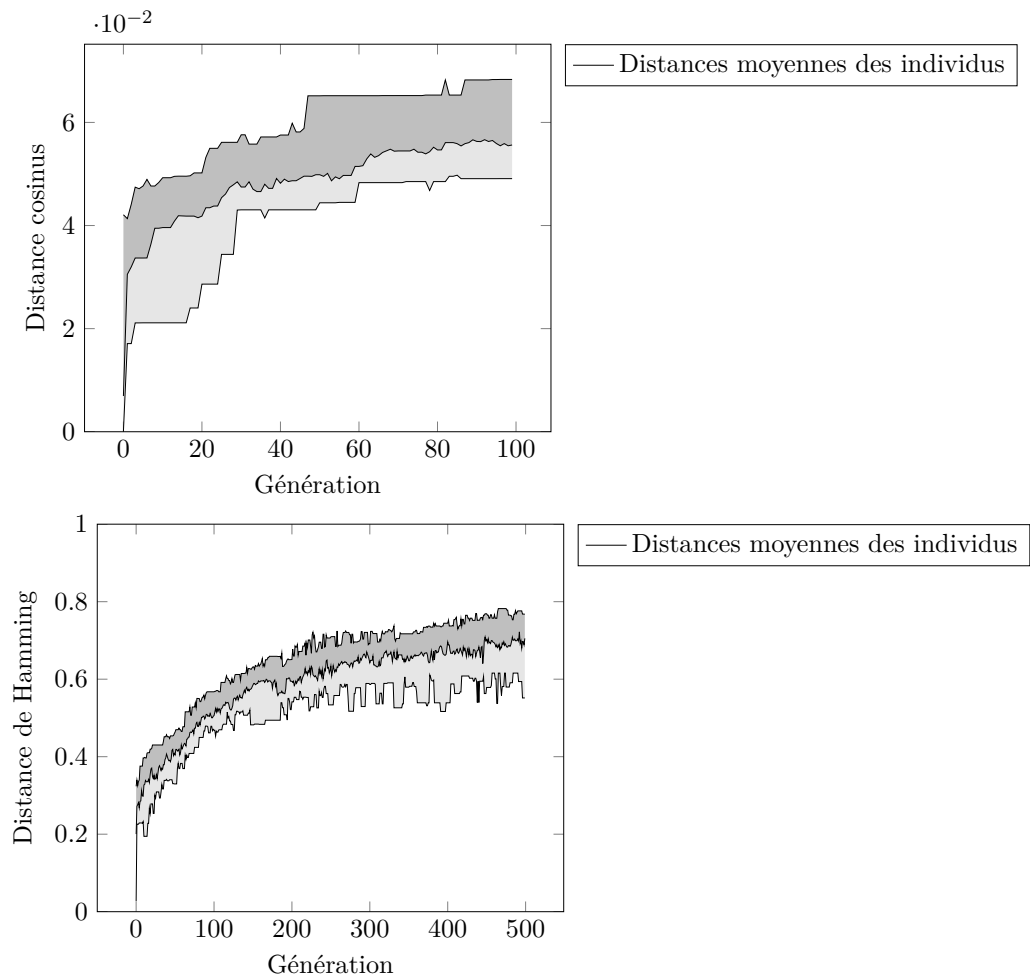 ·10−2
Distances moyennes des individus
6
4
2
0
Distance cosinus
0 20 40 60 80 100
Génération
1
0.8
0.6
0.4
0.2
0
Distance de Hamming
Distances moyennes des individus
0 100 200 300 400 500
Génération